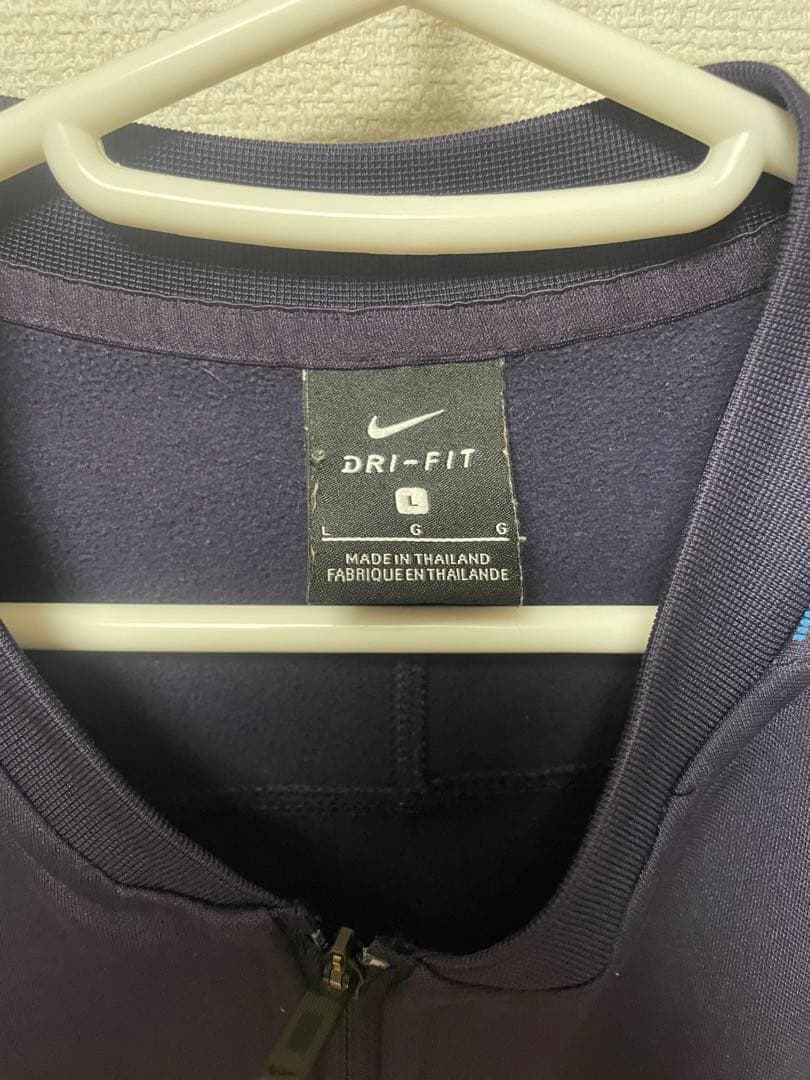 DRI-FIT
L
L G G
MADE IN THAILAND
FABRIQUE EN THAILANDE